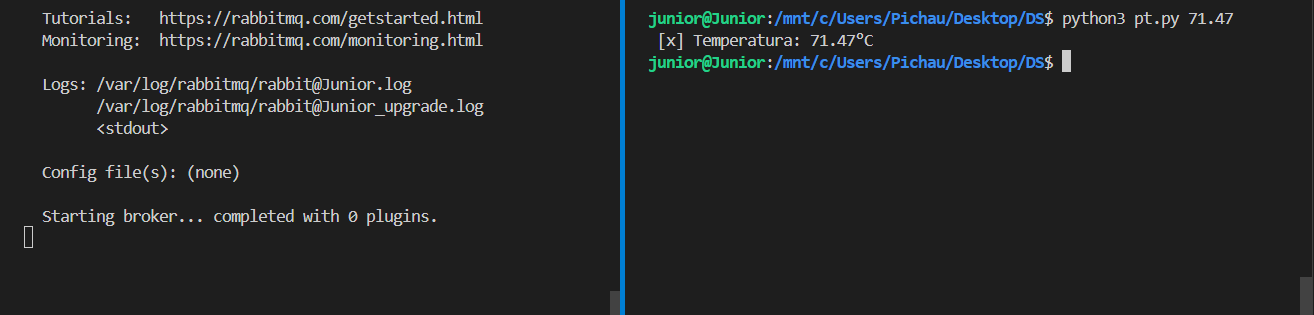 Tutorials: https://rabbitmq.com/getstarted.html
Monitoring: https://rabbitmq.com/monitoring.html
Logs: /var/log/rabbitmq/rabbit@Junior.log
/var/log/rabbitmq/rabbit@Junior_upgrade.log
<stdout>
Config file(s): (none)
Starting broker... completed with 0 plugins.
junior@Junior:/mnt/c/Users/Pichau/Desktop/DS$ python3 pt.py 71.47
[x] Temperatura: 71.47ºC
junior@Junior:/mnt/c/Users/Pichau/Desktop/DS$